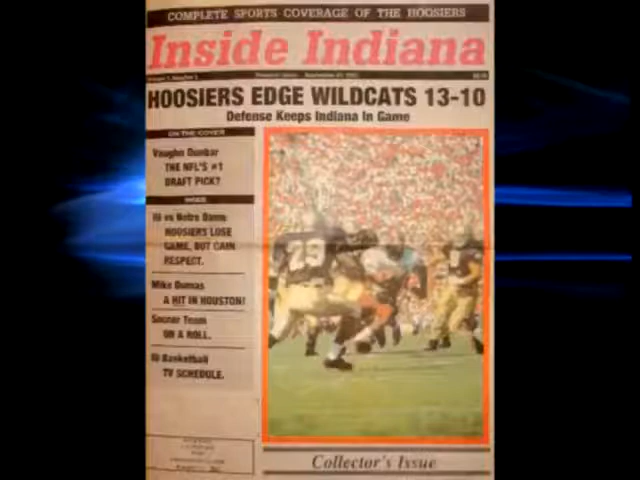 COMPLETE SPORTS COVERAGE OF THE HOOSIERS
Inside Indiana
HOOSIERS EDGE WILDCATS 13-10
Defense Keeps Indiana In Game
ON THE COVER
Vaughn Dunbar
THE NFL'S #1
DRAFT PICK?
INSIDE
IU vs Notre Dame
HOOSIERS LOSE
GAME, BUT GAIN
RESPECT.
Mike Dumas
A HIT IN HOUSTON!
Soccer Team
ON A ROLL.
IU Basketball
TV SCHEDULE.
29
Collector's Issue